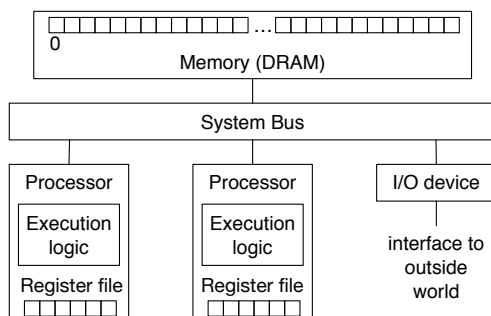 ...
0
Memory (DRAM)
System Bus
Processor
Execution
logic
Register file
Processor
Execution
logic
Register file
I/O device
interface to
outside
world